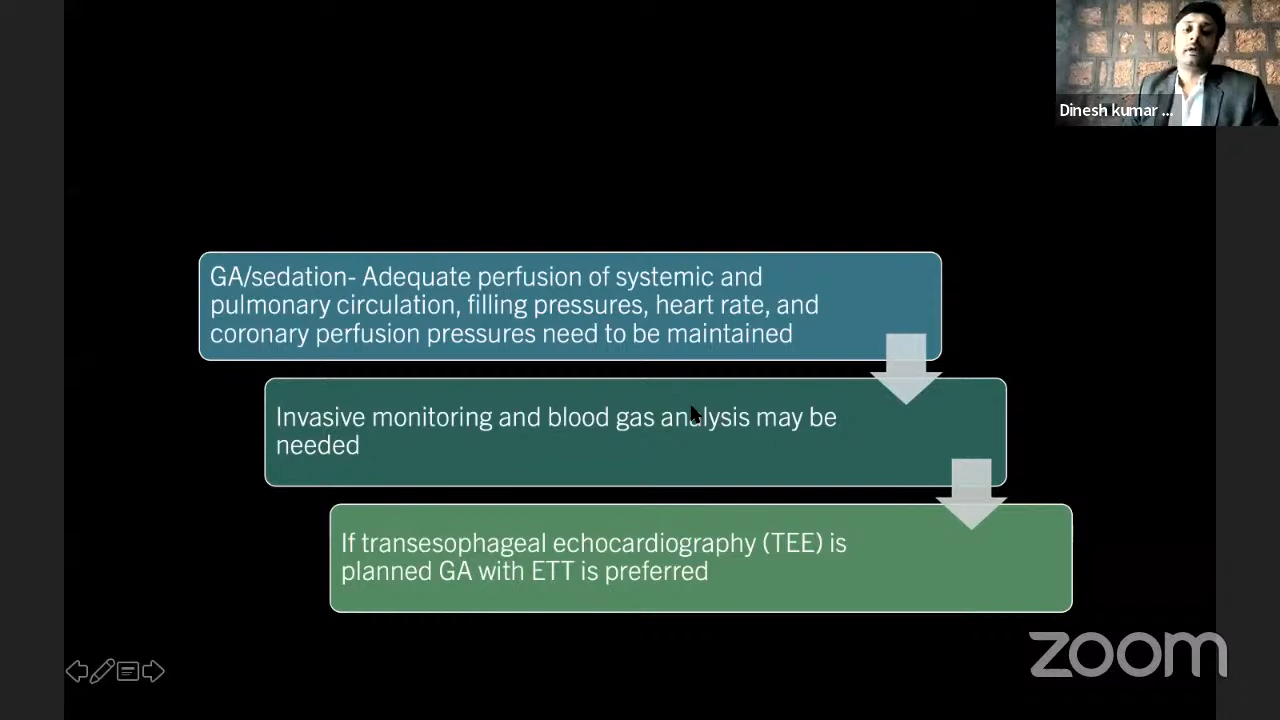 Dinesh kumar ...
GA/sedation- Adequate perfusion of systemic and
pulmonary circulation, filling pressures, heart rate, and
coronary perfusion pressures need to be maintained
Invasive monitoring and blood gas analysis may be
needed
If transesophageal echocardiography (TEE) is
planned GA with ETT is preferred
zoom